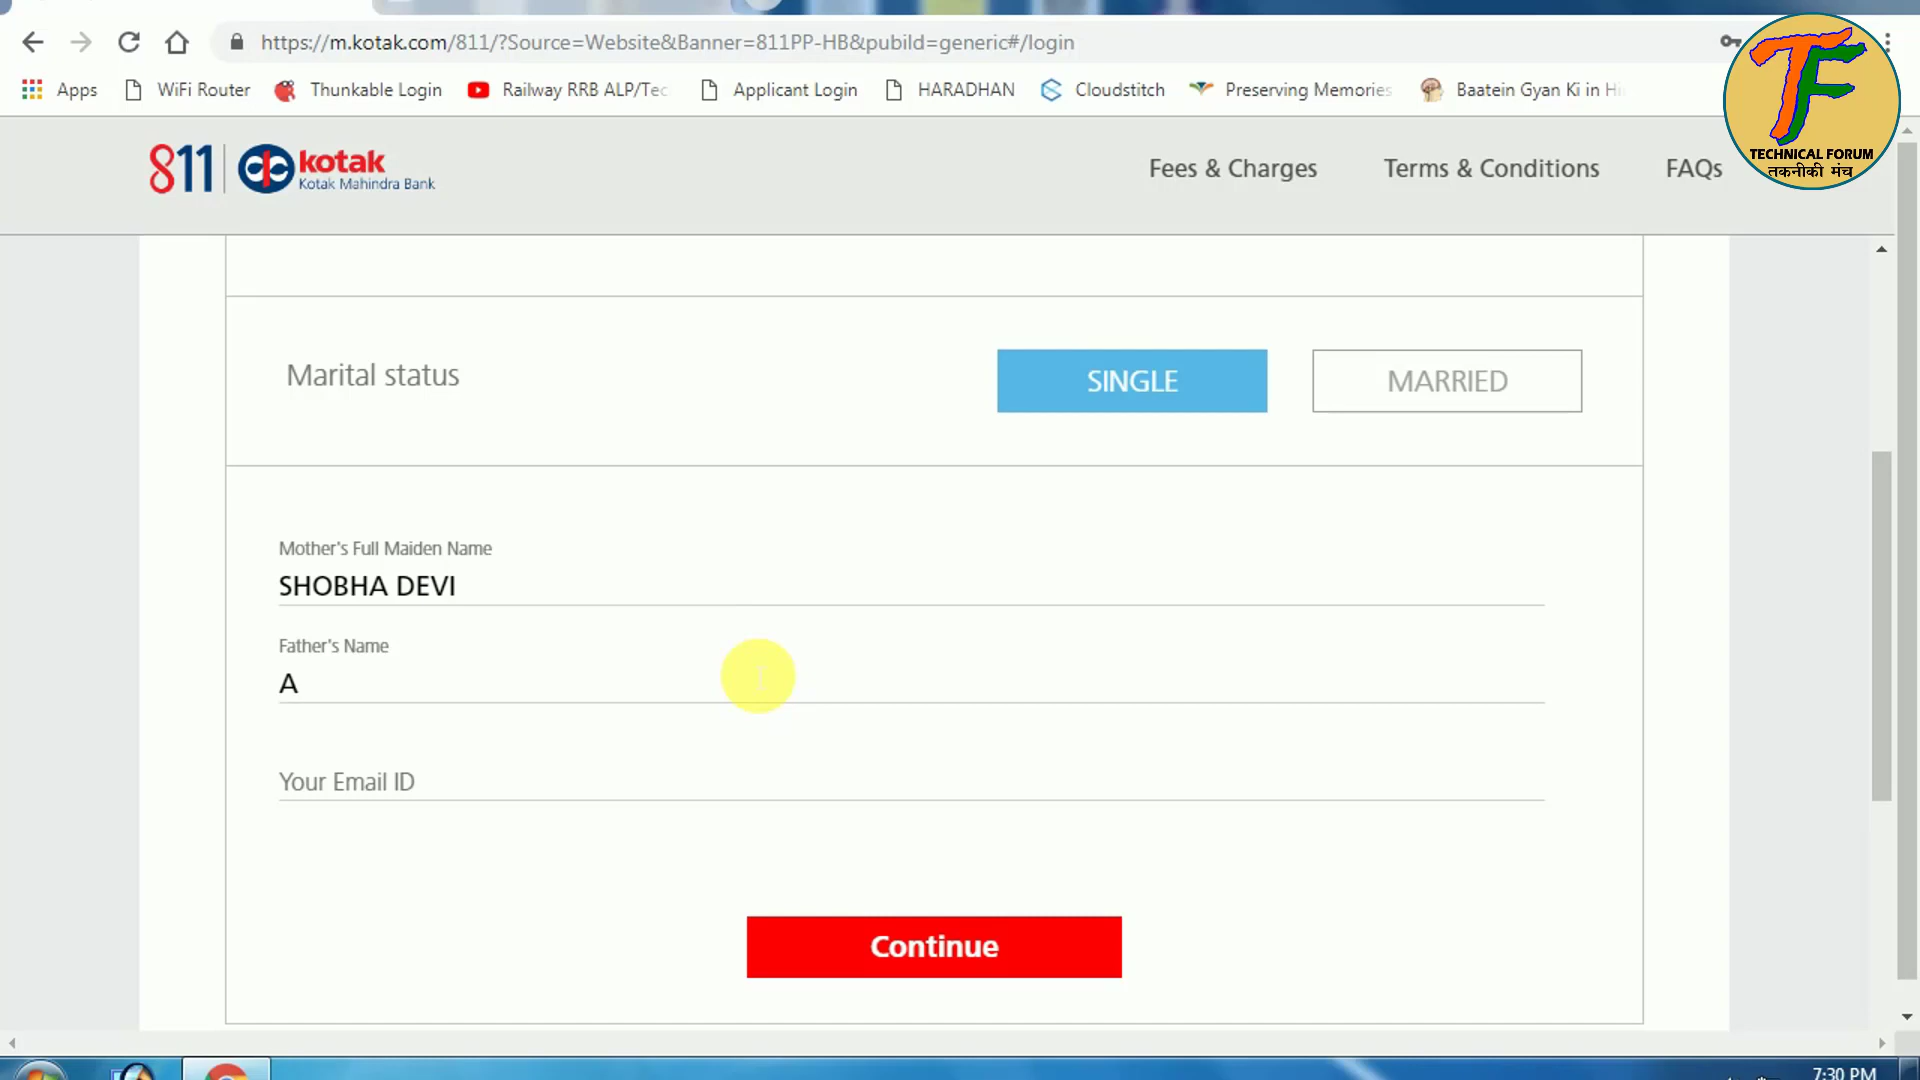 https://m.kotak.com/811/?Source=Website&Banner=811PP-HB&pubild=generic#/login
Apps WiFi Router Thunkable Login Railway RRB ALP/Tec Applicant Login HARADHAN Cloudstitch Preserving Memories Baatein Gyan Ki in Hi
TF
TECHNICAL FORUM
तकनीकी मंच
811 kotak
Kotak Mahindra Bank
Fees & Charges Terms & Conditions FAQs
Marital status SINGLE MARRIED
Mother's Full Maiden Name
SHOBHA DEVI
Father's Name
A
Your Email ID
Continue
7:30 PM